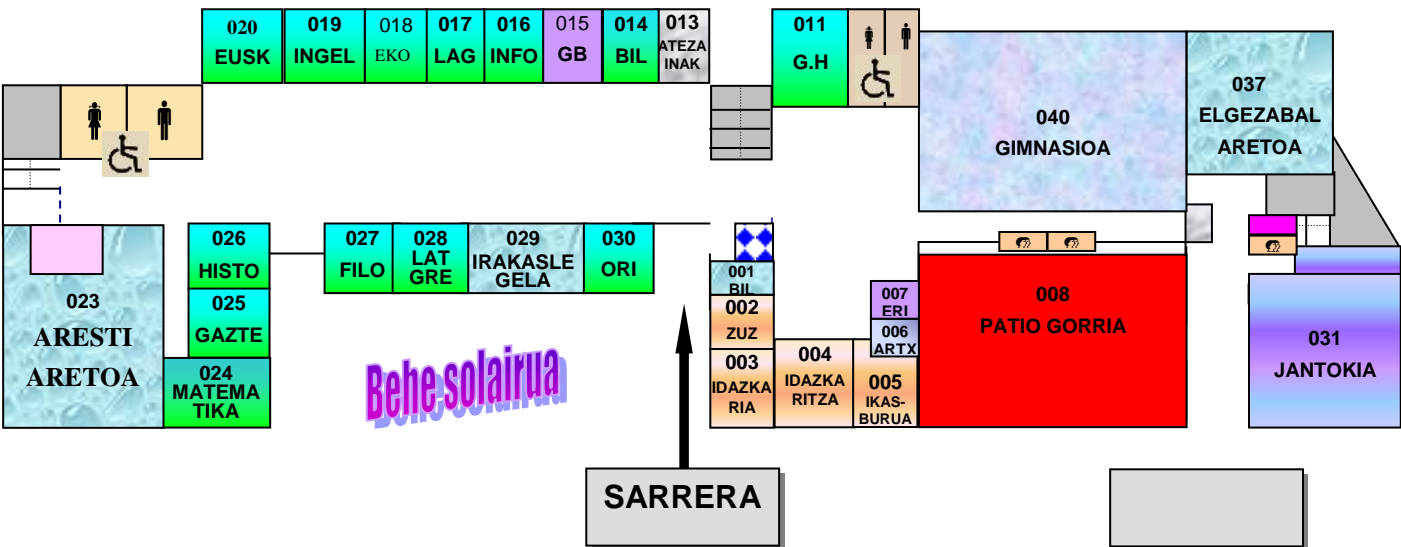 020
EUSK
019
INGEL
018
EKO
017
LAG
016
INFO
015
GB
014
BIL
013
ATEZA
INAK
011
G.H
040
GIMNASIOA
037
ELGEZABAL
ARETOA
023
ARESTI
ARETOA
026
HISTO
025
GAZTE
024
MATEMA
TIKA
027
FILO
028
LAT
GRE
029
IRAKASLE
GELA
030
ORI
001
BIL
002
ZUZ
003
IDAZKA
RIA
004
IDAZKA
RITZA
007
ERI
006
ARTX
005
IKAS-
BURUA
008
PATIO GORRIA
031
JANTOKIA
Behe solairua
SARRERA